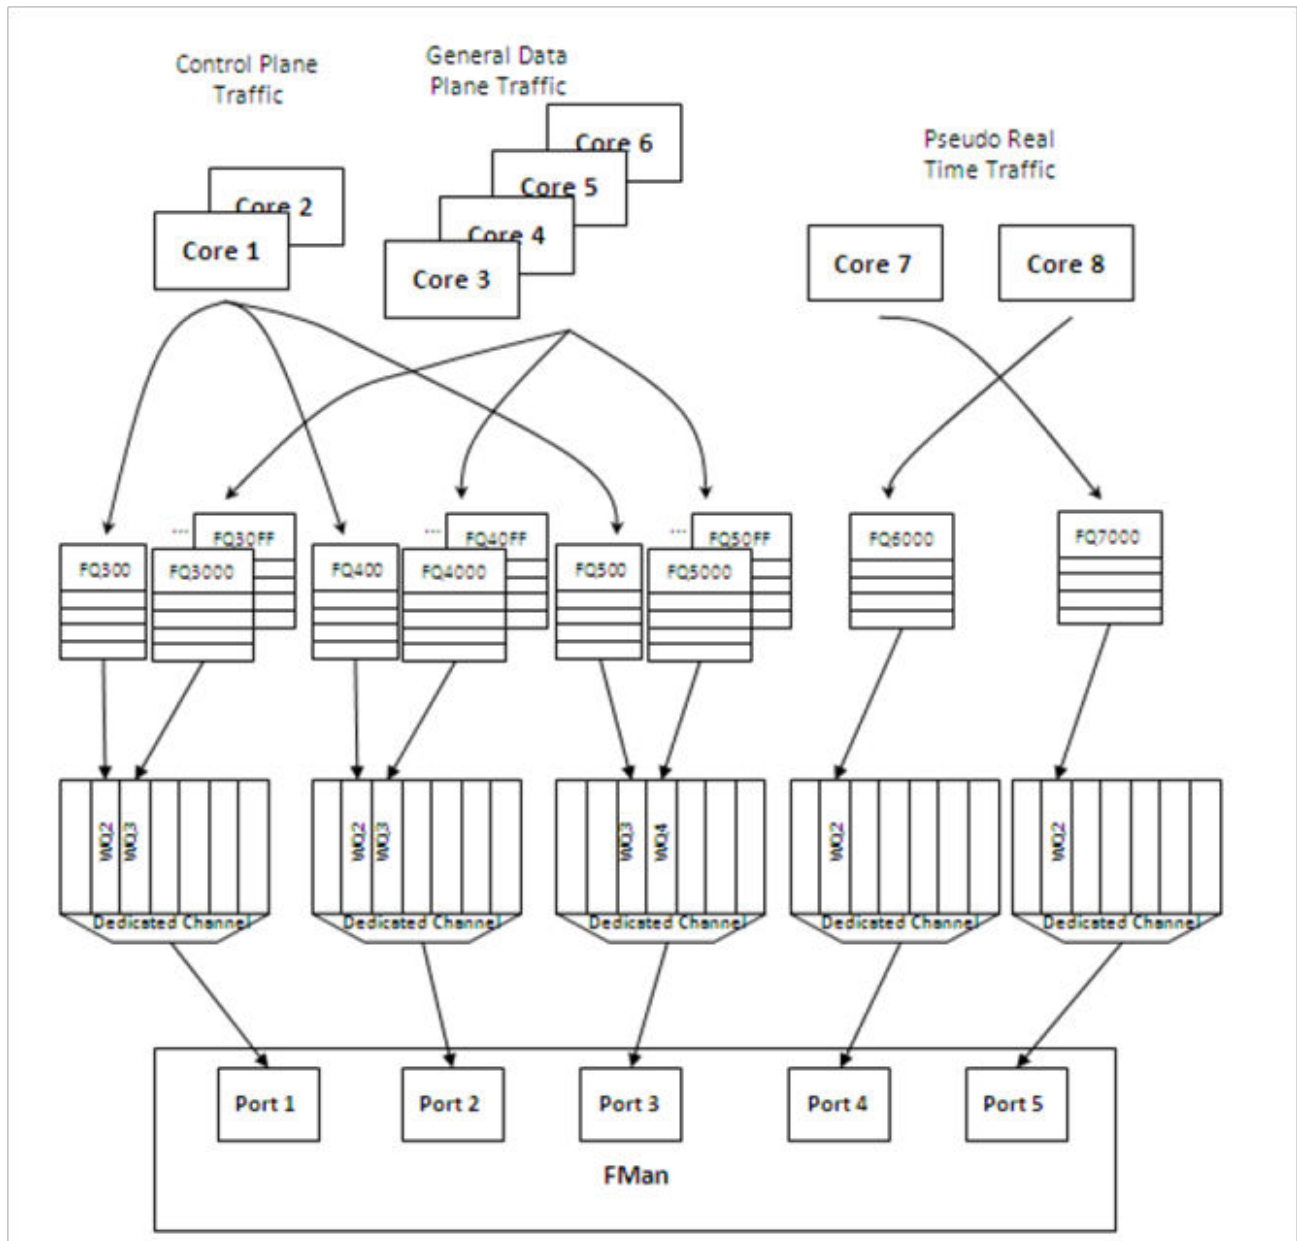 Control Plane
Traffic
General Data
Plane Traffic
Pseudo Real
Time Traffic
Core 6
Core 5
Core 2
Core 4
Core 1
Core 3
Core 7
Core 8
... FQ30FF
... FQ40FF
... FQ50FF
FQ6000
FQ7000
FQ300
FQ3000
FQ400
FQ4000
FQ500
FQ5000
WQ2
WQ3
WQ2
WQ3
WQ3
WQ4
WQ2
WQ2
Dedicated Channel
Dedicated Channel
Dedicated Channel
Dedicated Channel
Dedicated Channel
Port 1
Port 2
Port 3
Port 4
Port 5
FMan